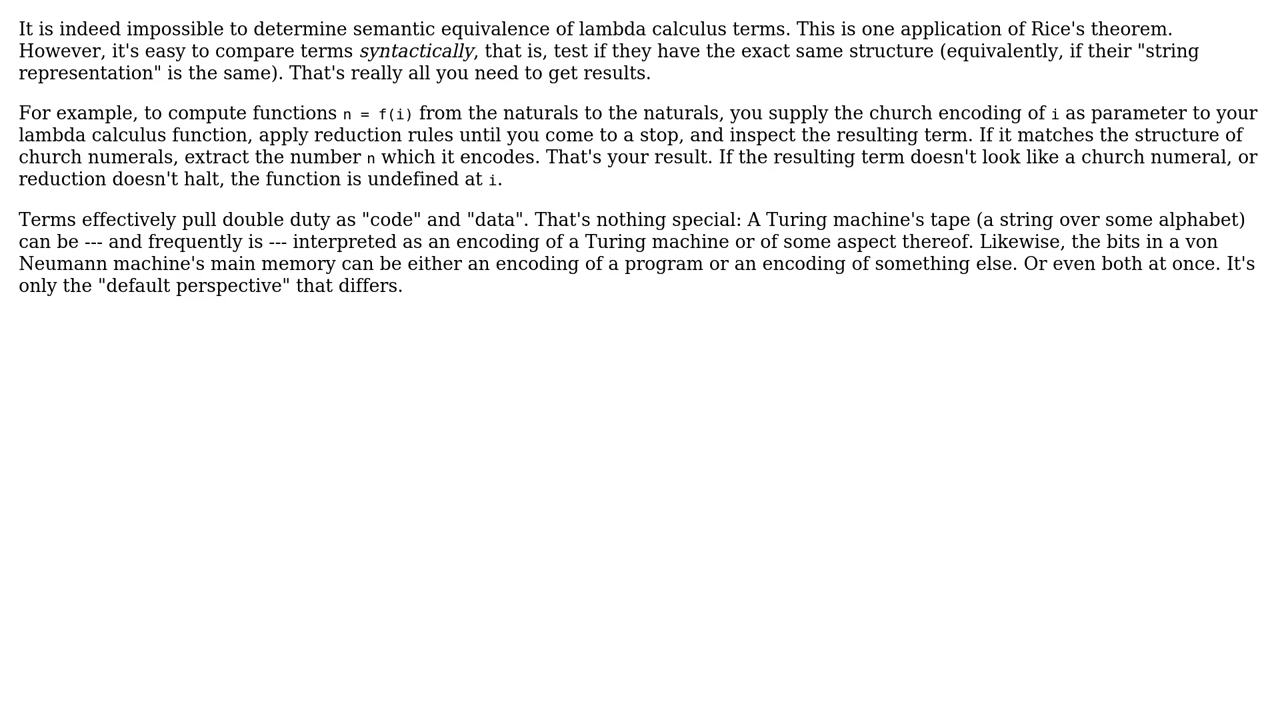 It is indeed impossible to determine semantic equivalence of lambda calculus terms. This is one application of Rice's theorem.
However, it's easy to compare terms syntactically, that is, test if they have the exact same structure (equivalently, if their "string
representation" is the same). That's really all you need to get results.
For example, to compute functions n = f(i) from the naturals to the naturals, you supply the church encoding of i as parameter to your
lambda calculus function, apply reduction rules until you come to a stop, and inspect the resulting term. If it matches the structure of
church numerals, extract the number n which it encodes. That's your result. If the resulting term doesn't look like a church numeral, or
reduction doesn't halt, the function is undefined at i.
Terms effectively pull double duty as "code" and "data". That's nothing special: A Turing machine's tape (a string over some alphabet)
can be --- and frequently is --- interpreted as an encoding of a Turing machine or of some aspect thereof. Likewise, the bits in a von
Neumann machine's main memory can be either an encoding of a program or an encoding of something else. Or even both at once. It's
only the "default perspective" that differs.